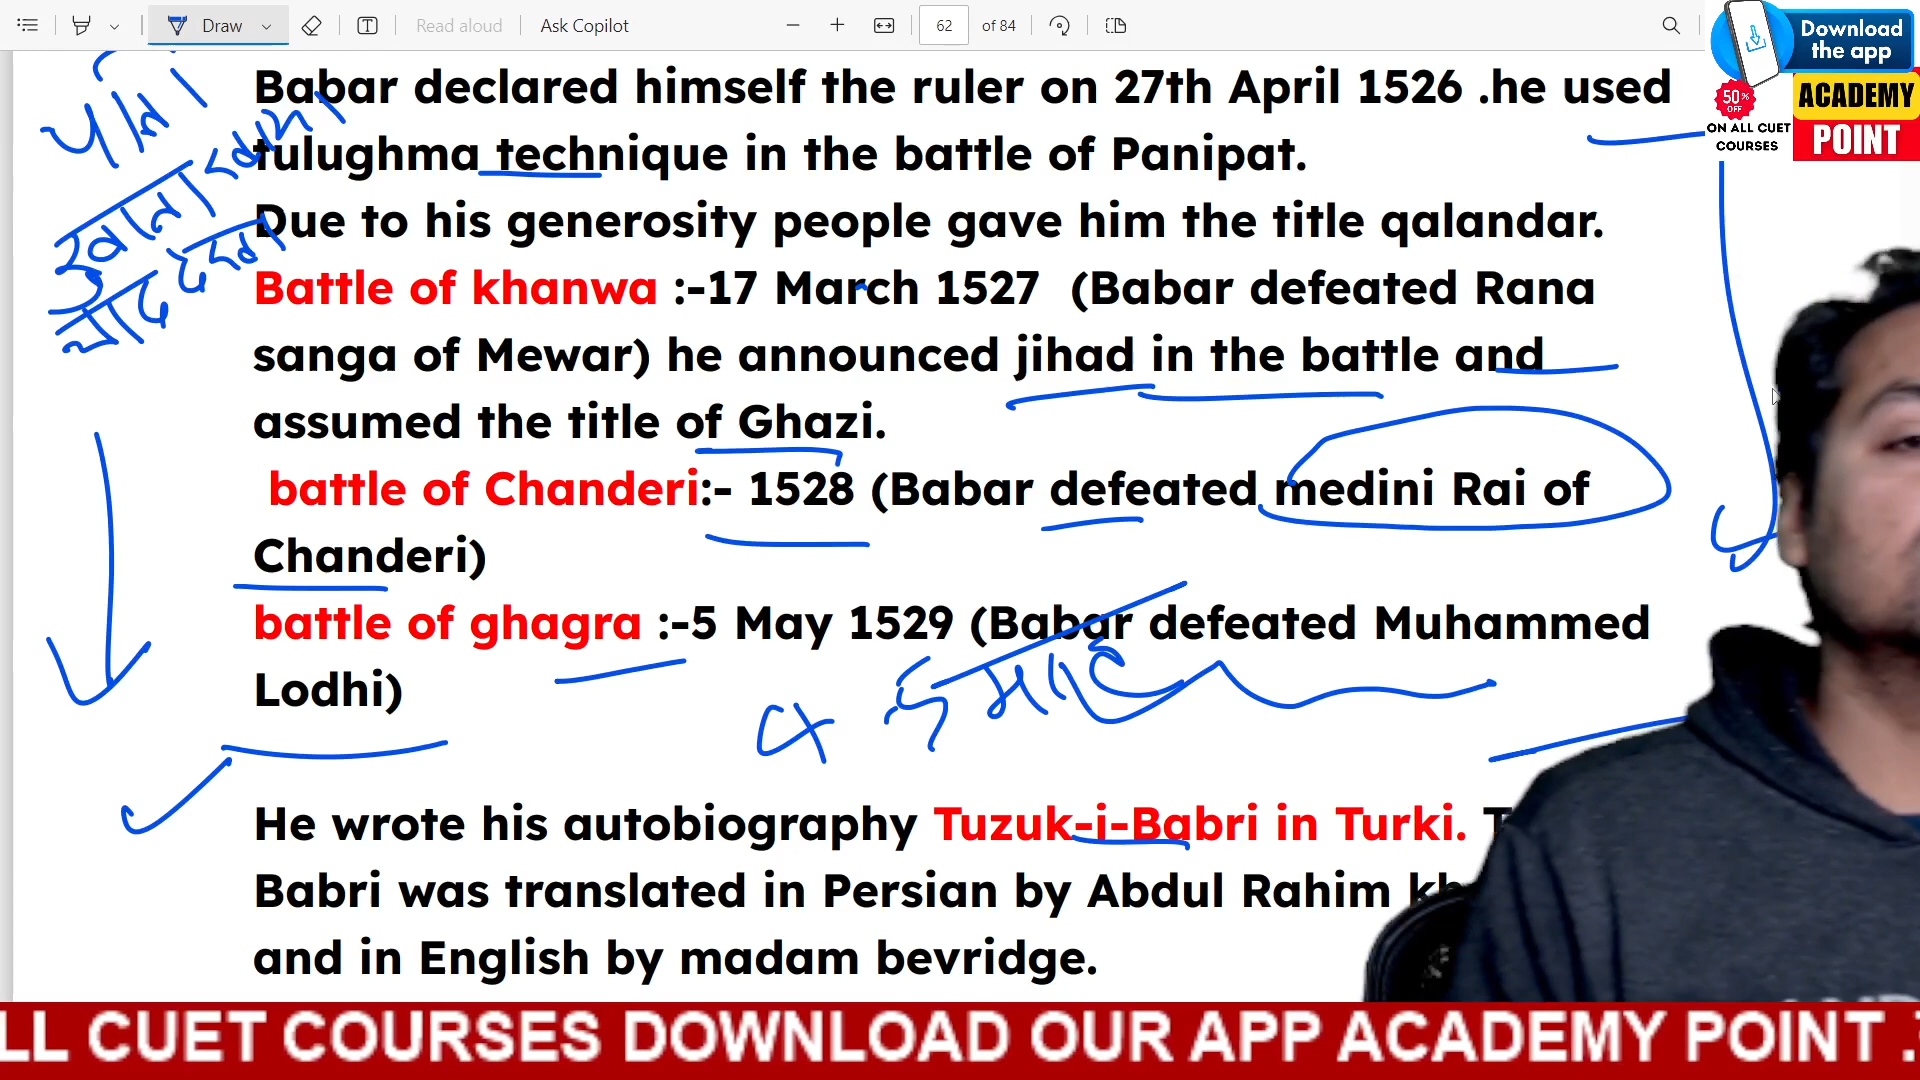 Draw
Read aloud
Ask Copilot
62 of 84
Download
the app
50%
OFF
ON ALL CUET
COURSES
ACADEMY
POINT
Babar declared himself the ruler on 27th April 1526 .he used
tulughma technique in the battle of Panipat.
Due to his generosity people gave him the title qalandar.
Battle of khanwa :-17 March 1527 (Babar defeated Rana
sanga of Mewar) he announced jihad in the battle and
assumed the title of Ghazi.
battle of Chanderi:- 1528 (Babar defeated medini Rai of
Chanderi)
battle of ghagra :-5 May 1529 (Babar defeated Muhammed
Lodhi)
He wrote his autobiography Tuzuk-i-Babri in Turki.
Babri was translated in Persian by Abdul Rahim
and in English by madam bevridge.
ALL CUET COURSES DOWNLOAD OUR APP ACADEMY POINT .